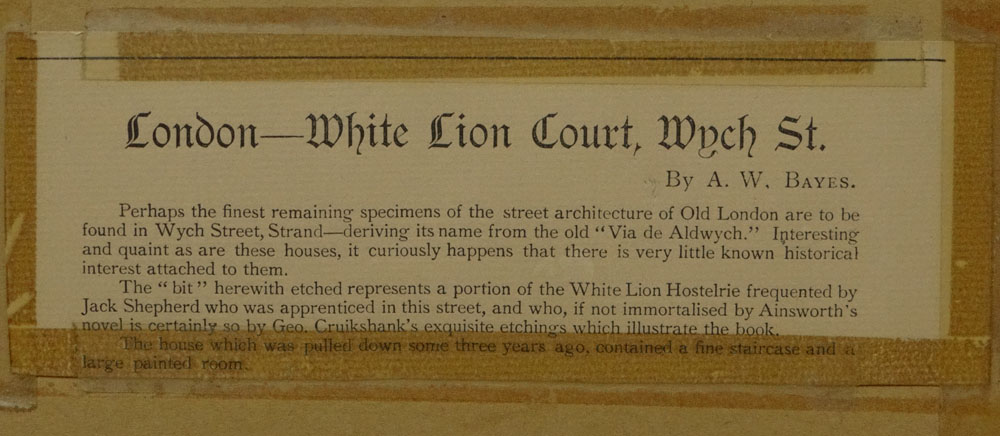 London—White Lion Court, Wych St.
By A. W. Bayes.
Perhaps the finest remaining specimens of the street architecture of Old London are to be
found in Wych Street, Strand—deriving its name from the old "Via de Aldwych." Interesting
and quaint as are these houses, it curiously happens that there is very little known historical
interest attached to them.
The "bit" herewith etched represents a portion of the White Lion Hostelrie frequented by
Jack Shepherd who was apprenticed in this street, and who, if not immortalised by Ainsworth's
novel is certainly so by Geo. Cruikshank's exquisite etchings which illustrate the book.
The house which was pulled down some three years ago, contained a fine staircase and a
large painted room.